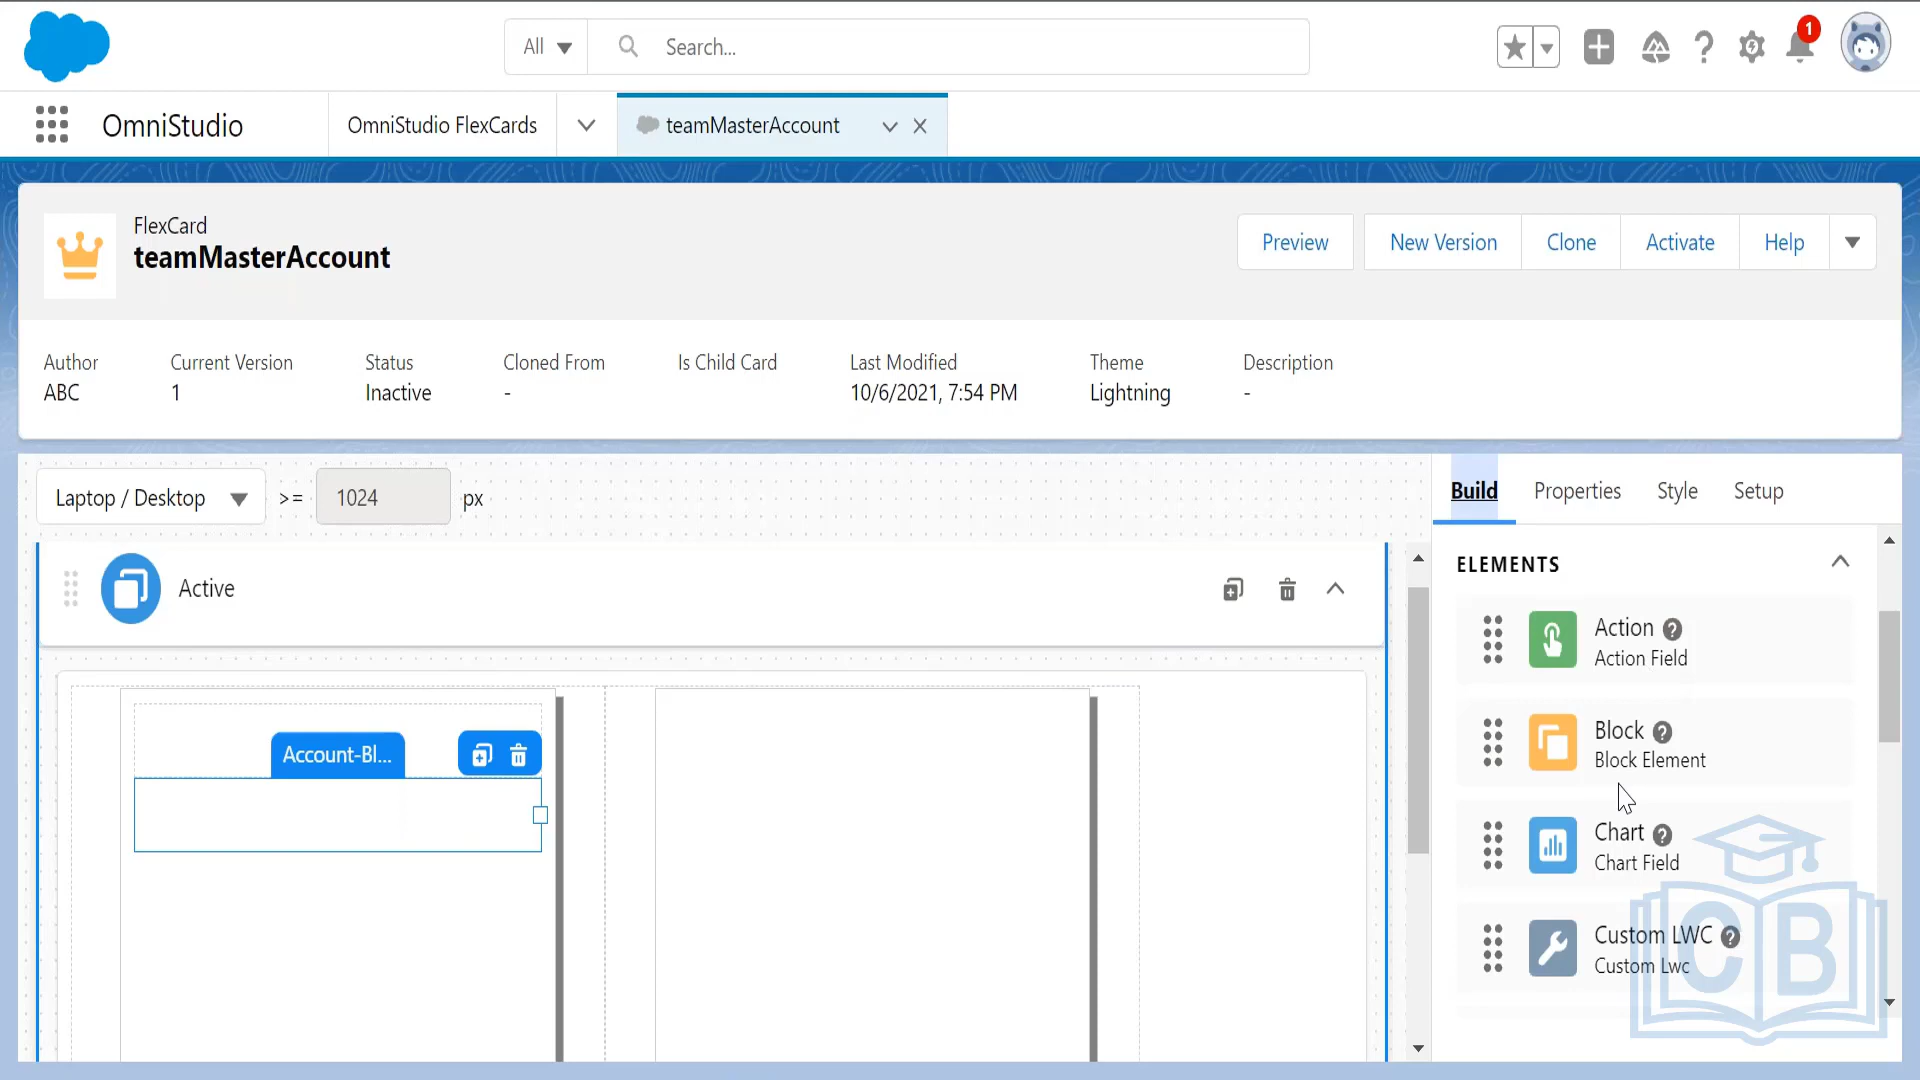 All Search... 1
OmniStudio OmniStudio FlexCards teamMasterAccount
FlexCard
teamMasterAccount
Preview New Version Clone Activate Help
Author Current Version Status Cloned From Is Child Card Last Modified Theme Description
ABC 1 Inactive - 10/6/2021, 7:54 PM Lightning -
Laptop / Desktop >= 1024 px
Build Properties Style Setup
ELEMENTS
Active
Action
Action Field
Block
Block Element
Account-Bl...
Chart
Chart Field
Custom LWC
Custom Lwc
CB